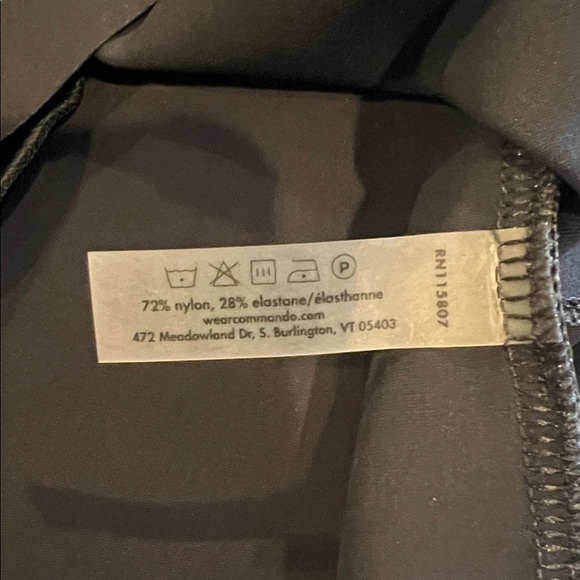 P
72% nylon, 28% elastane/élasthanne
wearcommando.com
472 Meadowland Dr, S. Burlington, VT 05403
RN115807